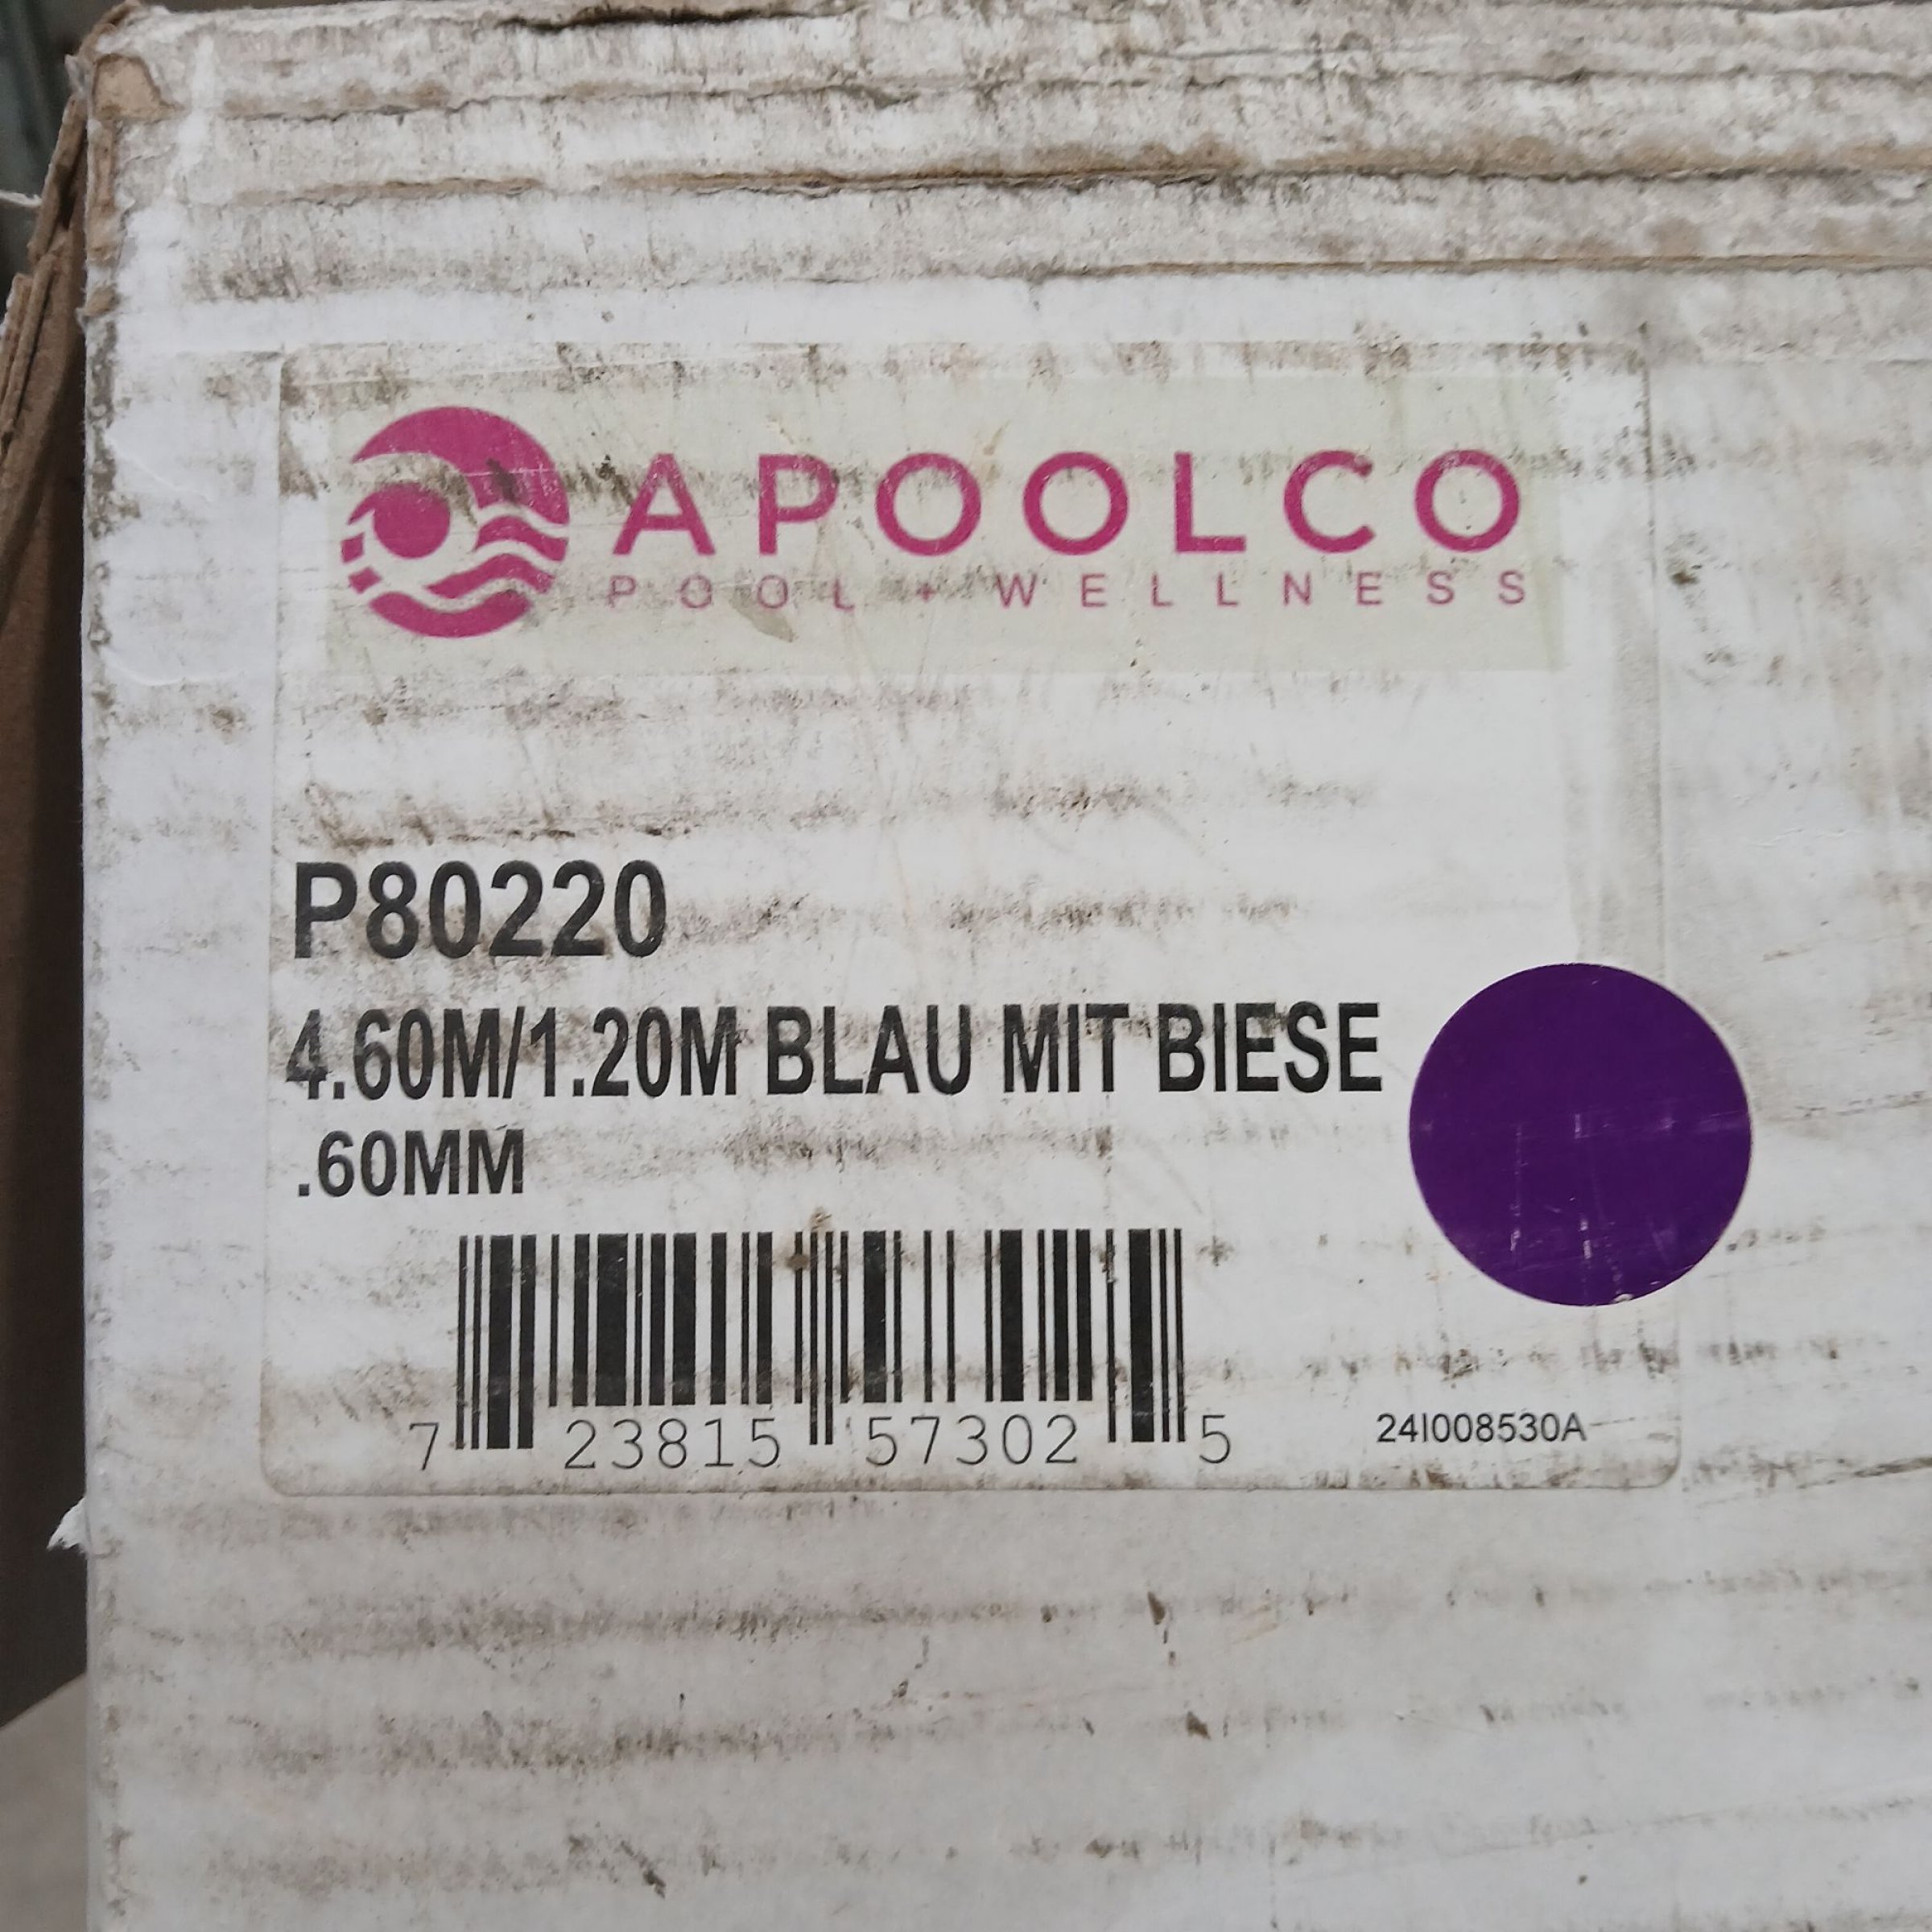 APOOLCO
POOL + WELLNESS
P80220
4.60M/1.20M BLAU MIT BIESE
.60MM
7 23815 57302 5
24I008530A